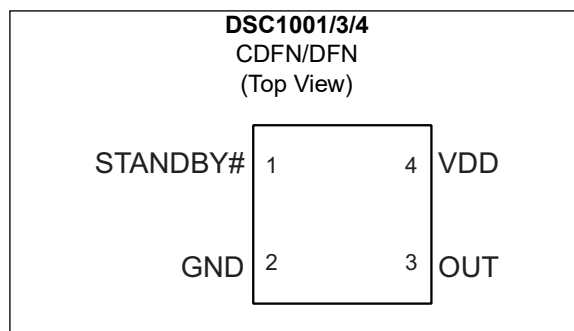 DSC1001/3/4
CDFN/DFN
(Top View)
STANDBY# 1 4 VDD
GND 2 3 OUT